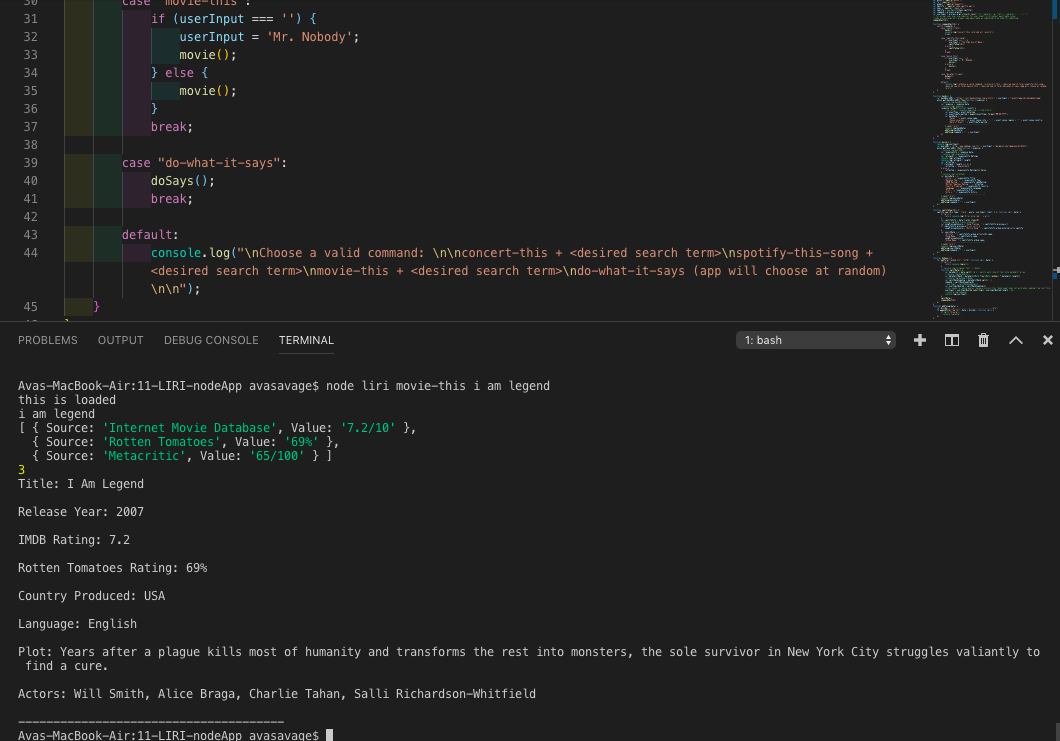 30 case "movie-this":
31 if (userInput === '') {
32 userInput = 'Mr. Nobody';
33 movie();
34 } else {
35 movie();
36 }
37 break;
38
39 case "do-what-it-says":
40 doSays();
41 break;
42
43 default:
44 console.log("\nChoose a valid command: \n\nconcert-this + <desired search term>\nspotify-this-song +
<desired search term>\nmovie-this + <desired search term>\ndo-what-it-says (app will choose at random)
\n\n");
45 }
PROBLEMS OUTPUT DEBUG CONSOLE TERMINAL 1: bash
Avas-MacBook-Air:11-LIRI-nodeApp avasavage$ node liri movie-this i am legend
this is loaded
i am legend
[ { Source: 'Internet Movie Database', Value: '7.2/10' },
{ Source: 'Rotten Tomatoes', Value: '69%' },
{ Source: 'Metacritic', Value: '65/100' } ]
3
Title: I Am Legend
Release Year: 2007
IMDB Rating: 7.2
Rotten Tomatoes Rating: 69%
Country Produced: USA
Language: English
Plot: Years after a plague kills most of humanity and transforms the rest into monsters, the sole survivor in New York City struggles valiantly to
find a cure.
Actors: Will Smith, Alice Braga, Charlie Tahan, Salli Richardson-Whitfield
______________________________________
Avas-MacBook-Air:11-LIRI-nodeApp avasavage$